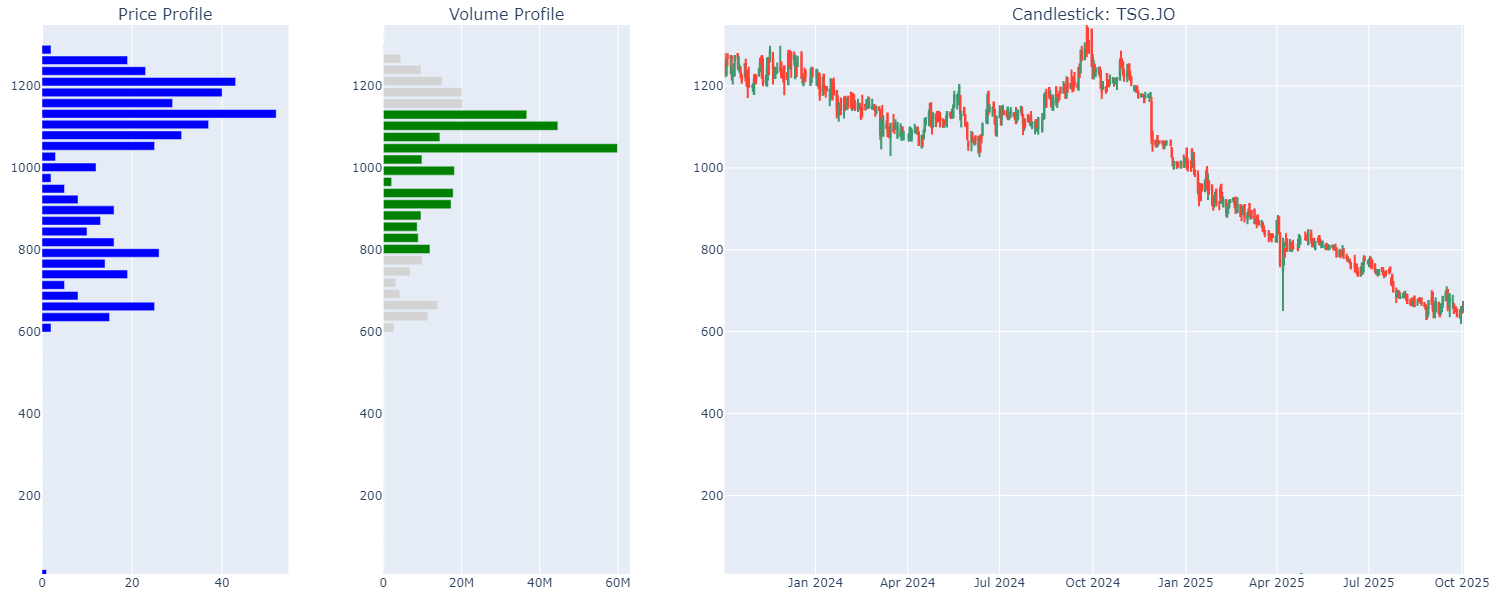 Price Profile
1200
1000
800
600
400
200
0
20
40
Volume Profile
1200
1000
800
600
400
200
0
20M
40M
60M
Candlestick: TSG.JO
1200
1000
800
600
400
200
Jan 2024
Apr 2024
Jul 2024
Oct 2024
Jan 2025
Apr 2025
Jul 2025
Oct 2025